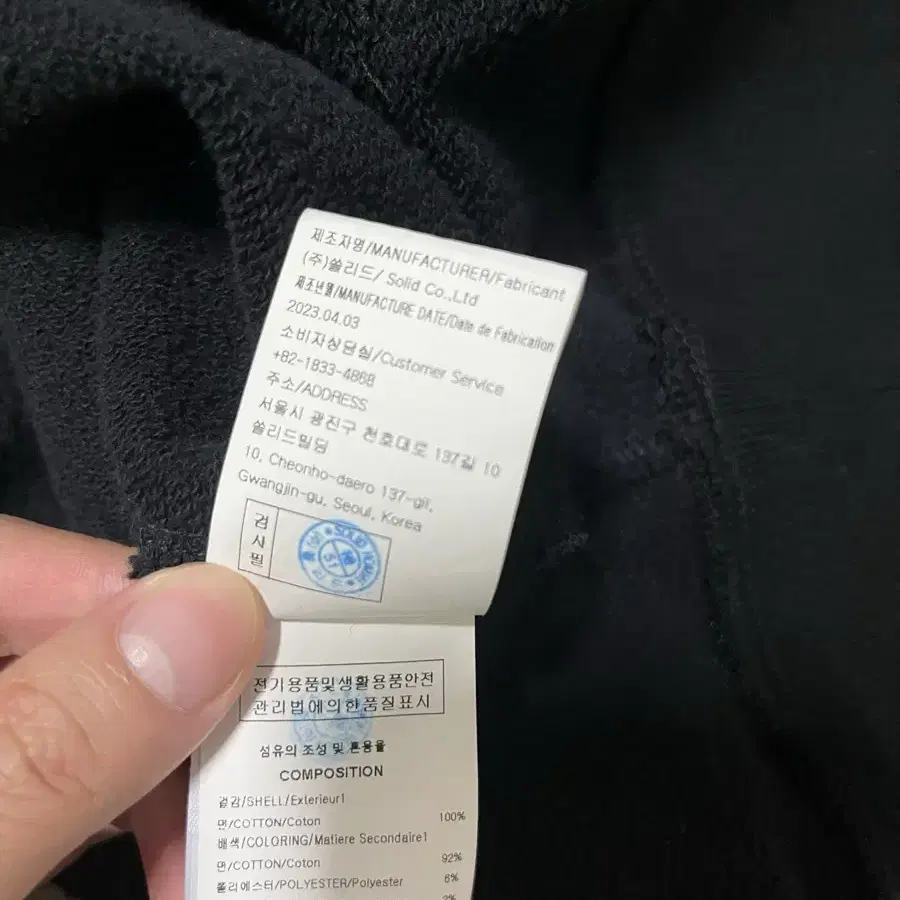 제조자명/MANUFACTURER/Fabricant
(주)쏠리드/ Solid Co.,Ltd
제조년월/MANUFACTURE DATE/Date de Fabrication
2023.04.03
소비자상담실/Customer Service
+82-1833-4868
주소/ADDRESS
서울시 광진구 천호대로 137길 10
쏠리드빌딩
10, Cheonho-daero 137-gil,
Gwangjin-gu, Seoul, Korea
검사필
SOLID HOMME
전기용품및생활용품안전
관리법에의한품질표시
섬유의 조성 및 혼용율
COMPOSITION
겉감/SHELL/Exterieur1
면/COTTON/Coton 100%
배색/COLORING/Matiere Secondaire1
면/COTTON/Coton 92%
폴리에스터/POLYESTER/Polyester 6%